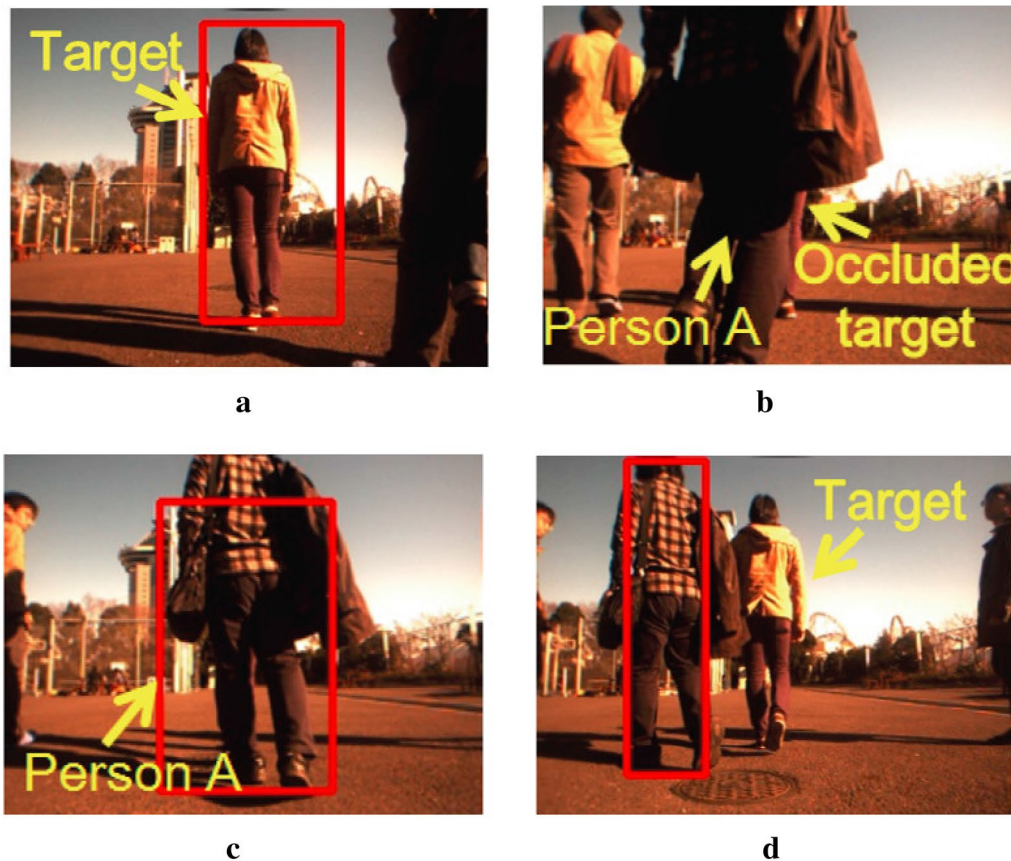 Target
a
Person A
Occluded
target
b
Person A
c
Target
d